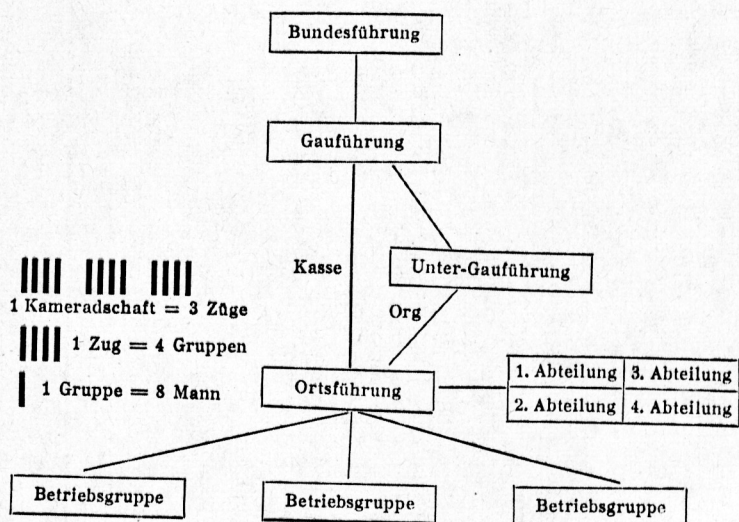 Bundesführung
Gauführung
Kasse
Unter-Gauführung
Org
1 Kameradschaft = 3 Züge
1 Zug = 4 Gruppen
1 Gruppe = 8 Mann
Ortsführung
1. Abteilung 3. Abteilung
2. Abteilung 4. Abteilung
Betriebsgruppe
Betriebsgruppe
Betriebsgruppe